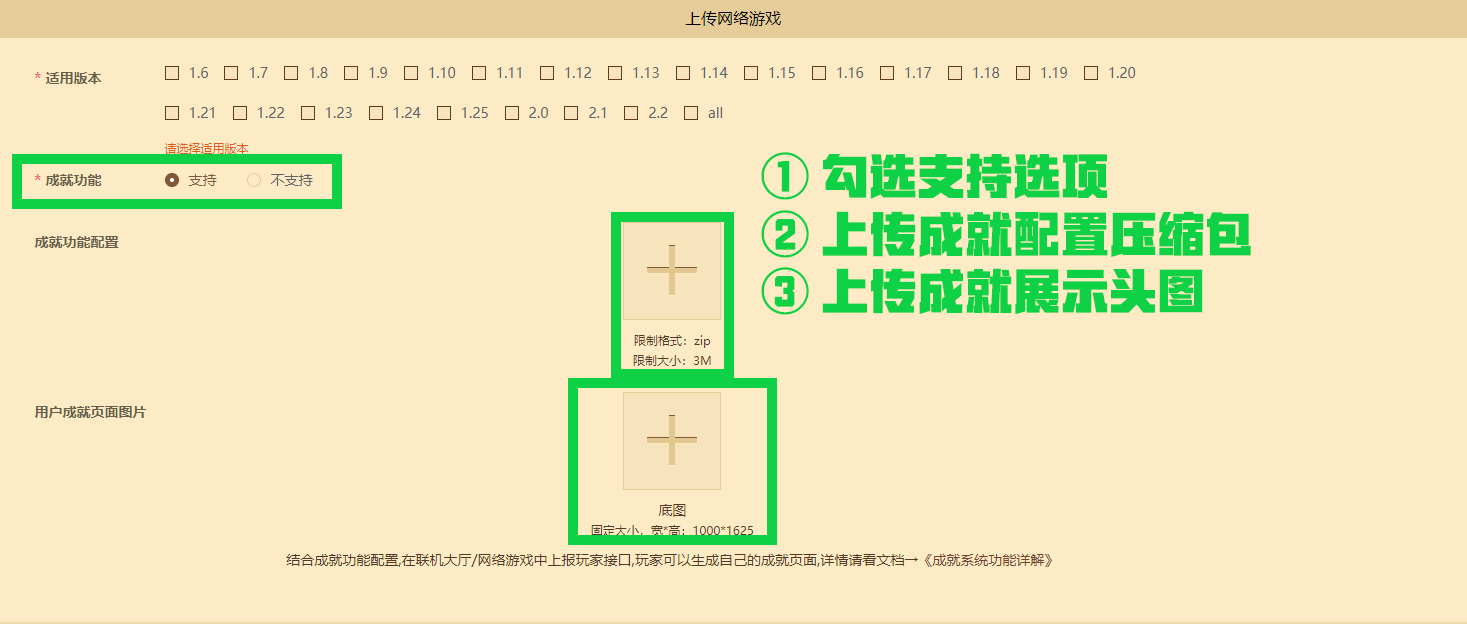 上传网络游戏
* 适用版本 1.6 1.7 1.8 1.9 1.10 1.11 1.12 1.13 1.14 1.15 1.16 1.17 1.18 1.19 1.20
1.21 1.22 1.23 1.24 1.25 2.0 2.1 2.2 all
请选择适用版本
* 成就功能 支持 不支持
① 勾选支持选项
② 上传成就配置压缩包
③ 上传成就展示头图
成就功能配置
限制格式：zip
限制大小：3M
用户成就页面图片
底图
固定大小，宽*高：1000*1625
结合成就功能配置,在联机大厅/网络游戏中上报玩家接口,玩家可以生成自己的成就页面,详情请看文档→《成就系统功能详解》